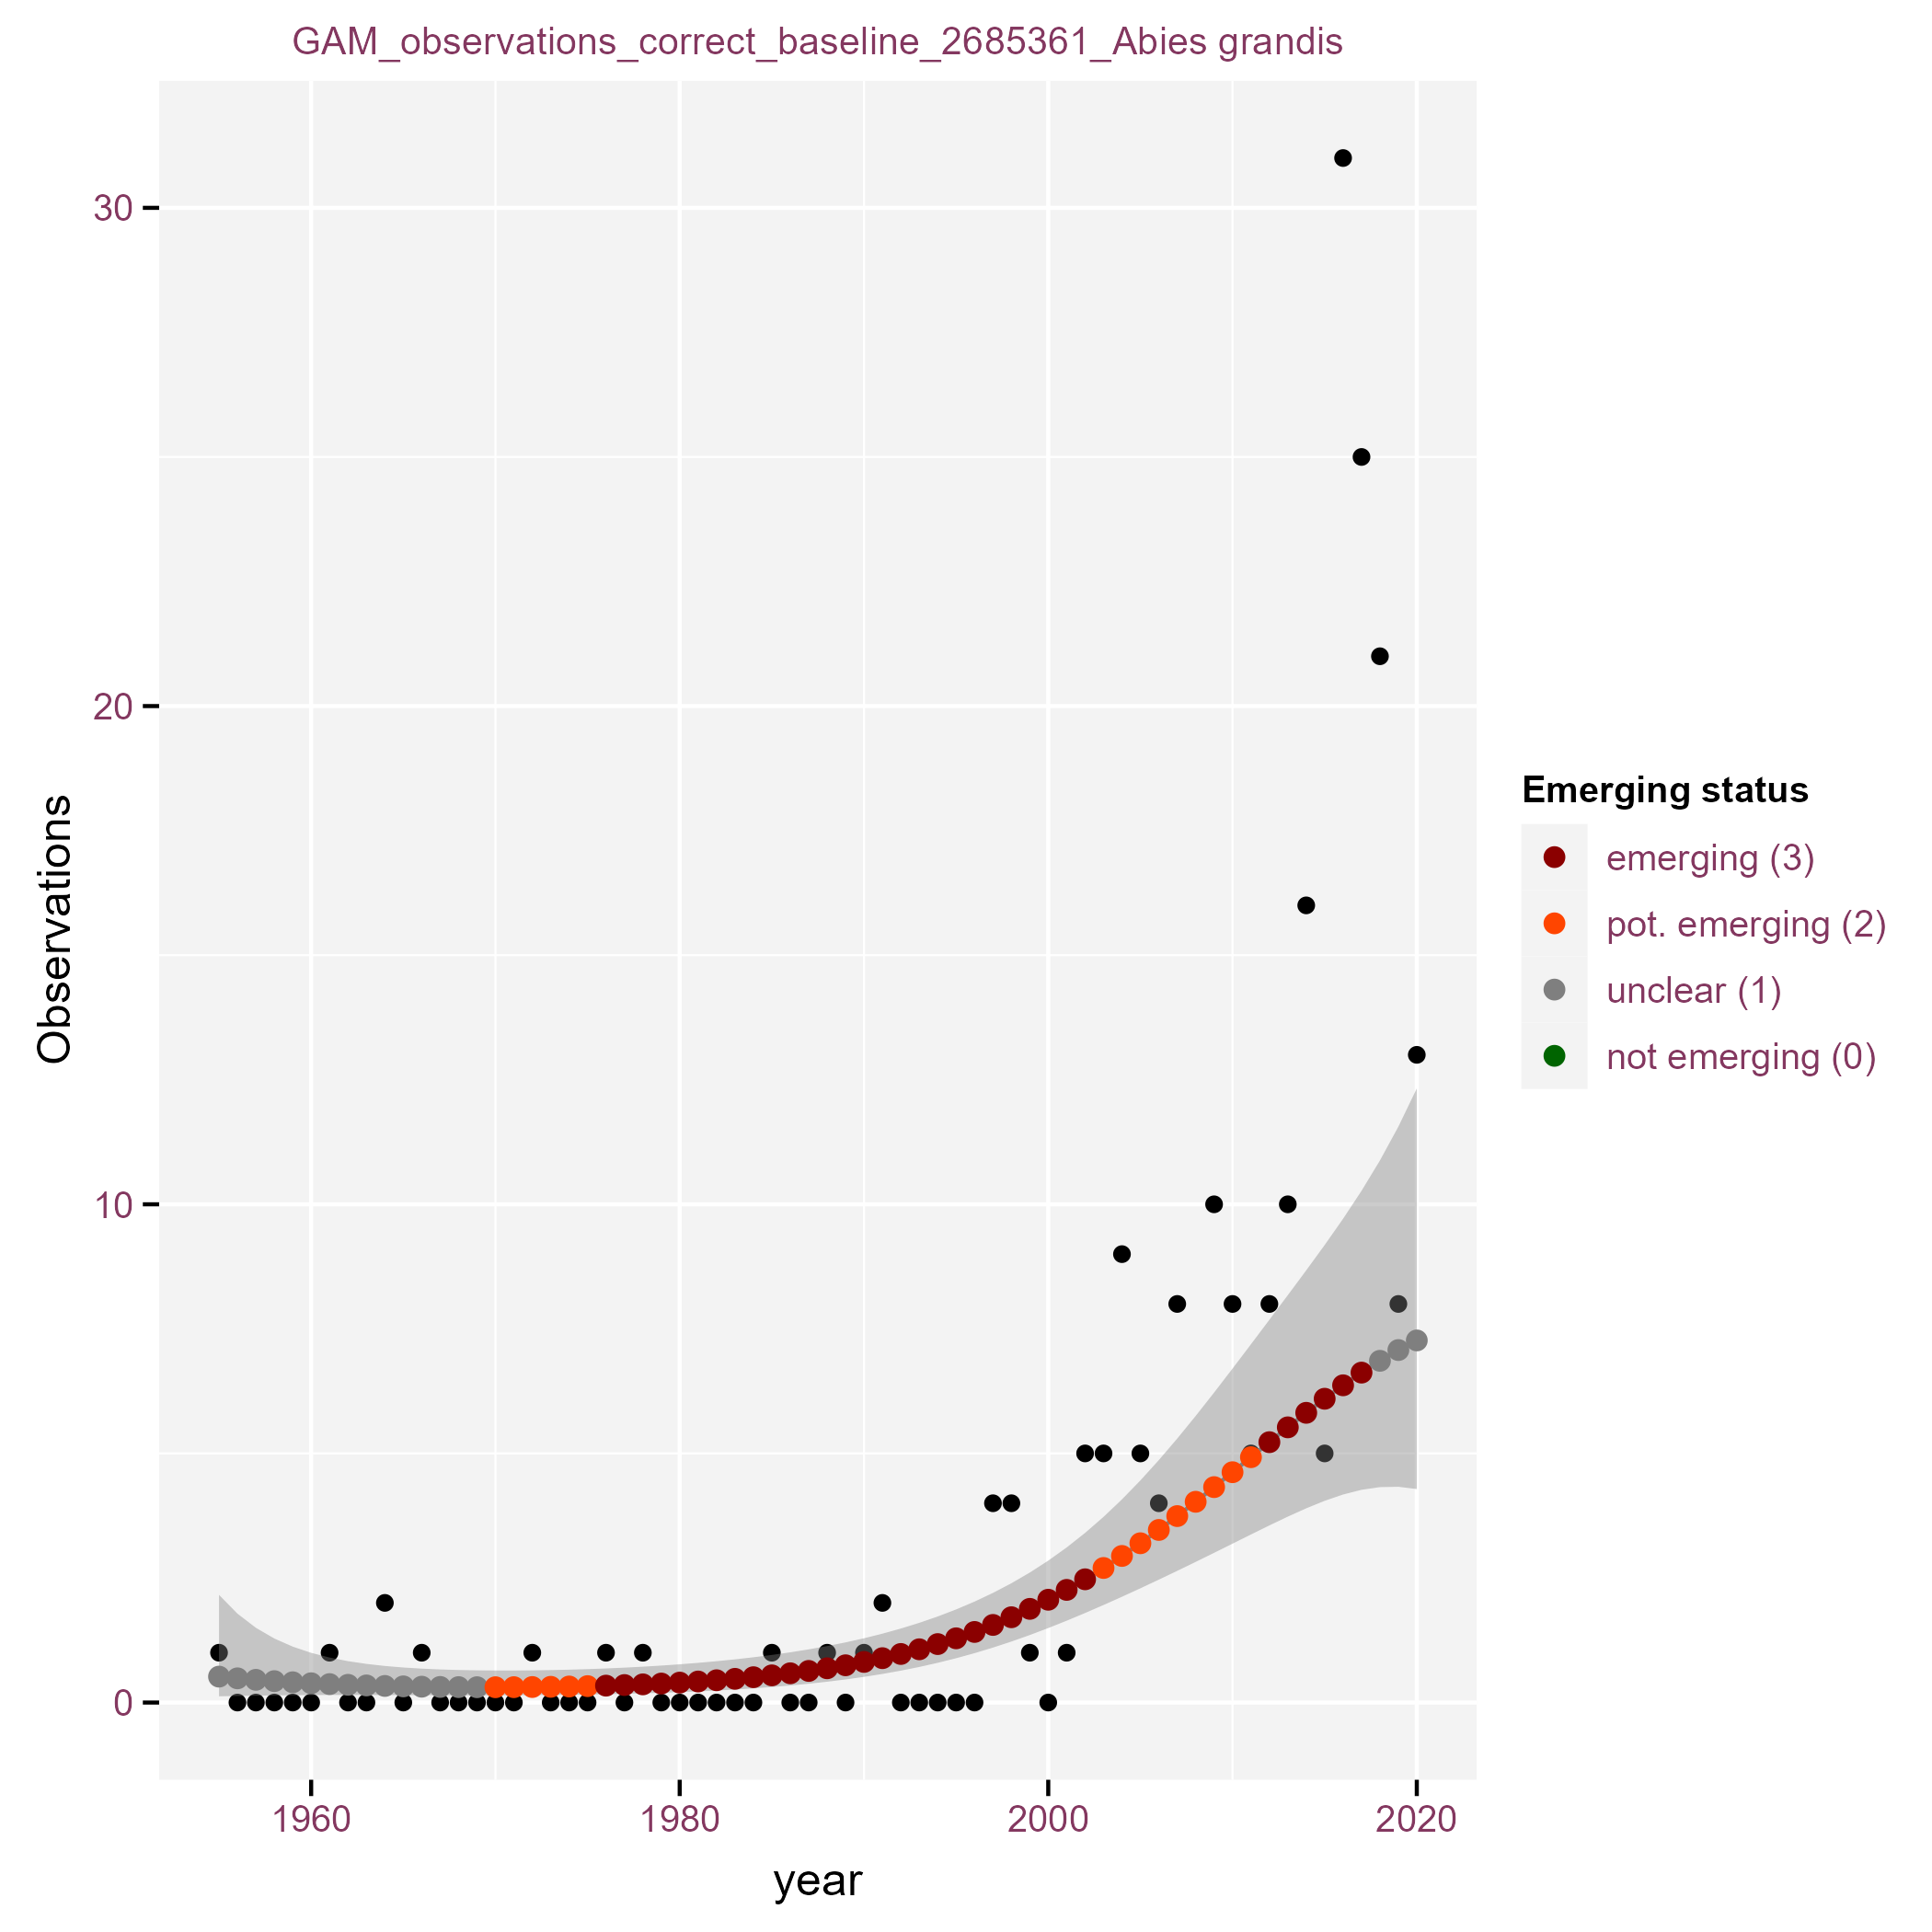 GAM_observations_correct_baseline_2685361_Abies grandis
30
20
10
0
Observations
1960
1980
2000
2020
year
Emerging status
emerging (3)
pot. emerging (2)
unclear (1)
not emerging (0)